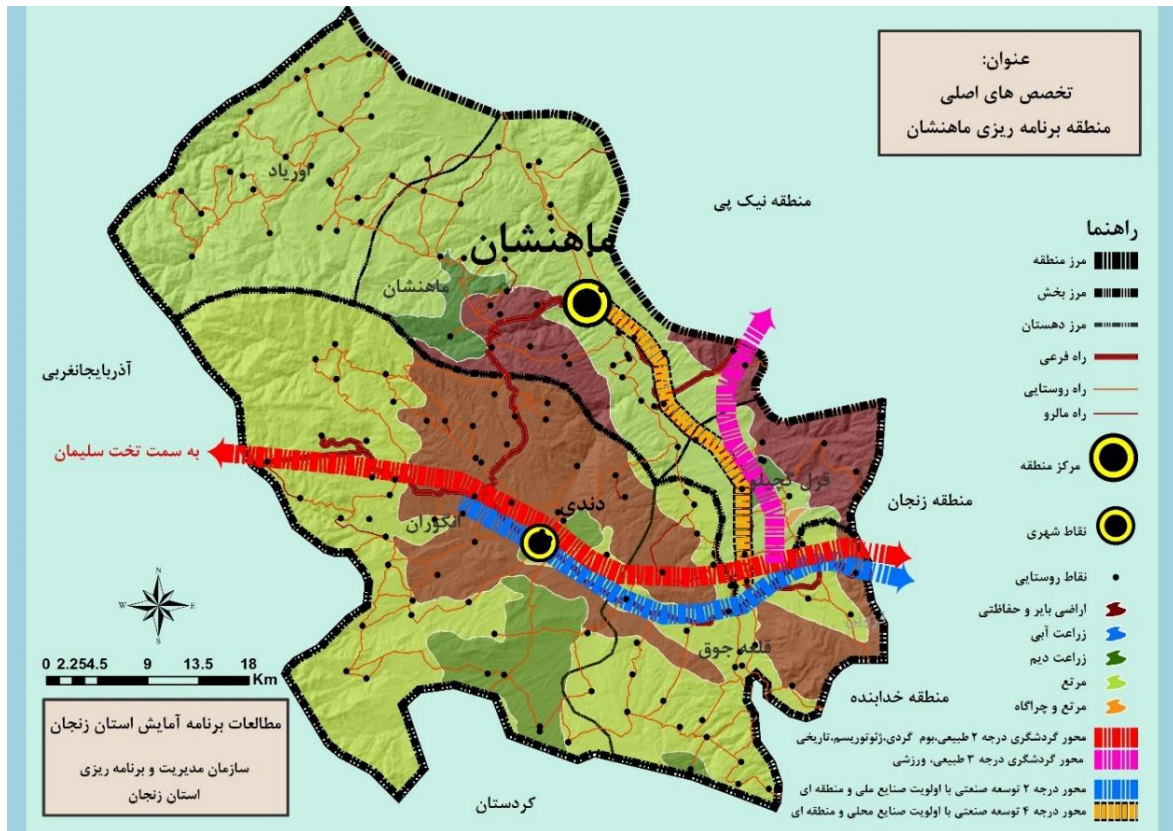 عنوان:
تخصص های اصلی
منطقه برنامه ریزی ماهنشان
منطقه نیک پی
اوریاد
ماهنشان
ماهنشان
راهنما
مرز منطقه
مرز بخش
مرز دهستان
راه فرعی
راه روستایی
راه مالرو
مرکز منطقه
نقاط شهری
نقاط روستایی
اراضی بایر و حفاظتی
زراعت آبی
زراعت دیم
مرتع
مرتع و چراگاه
محور گردشگری درجه ۲ طبیعی،بوم گردی،ژئوتوریسم،تاریخی
محور گردشگری درجه ۳ طبیعی، ورزشی
محور درجه ۲ توسعه صنعتی با اولویت صنایع ملی و منطقه ای
محور درجه ۴ توسعه صنعتی با اولویت صنایع محلی و منطقه ای
آذربایجانغربی
به سمت تخت سلیمان
قزل گچیلو
منطقه زنجان
دندی
انگوران
قلعه جوق
منطقه خدابنده
کردستان
N
W E
S
0 2.254.5 9 13.5 18
Km
مطالعات برنامه آمایش استان زنجان
سازمان مدیریت و برنامه ریزی
استان زنجان